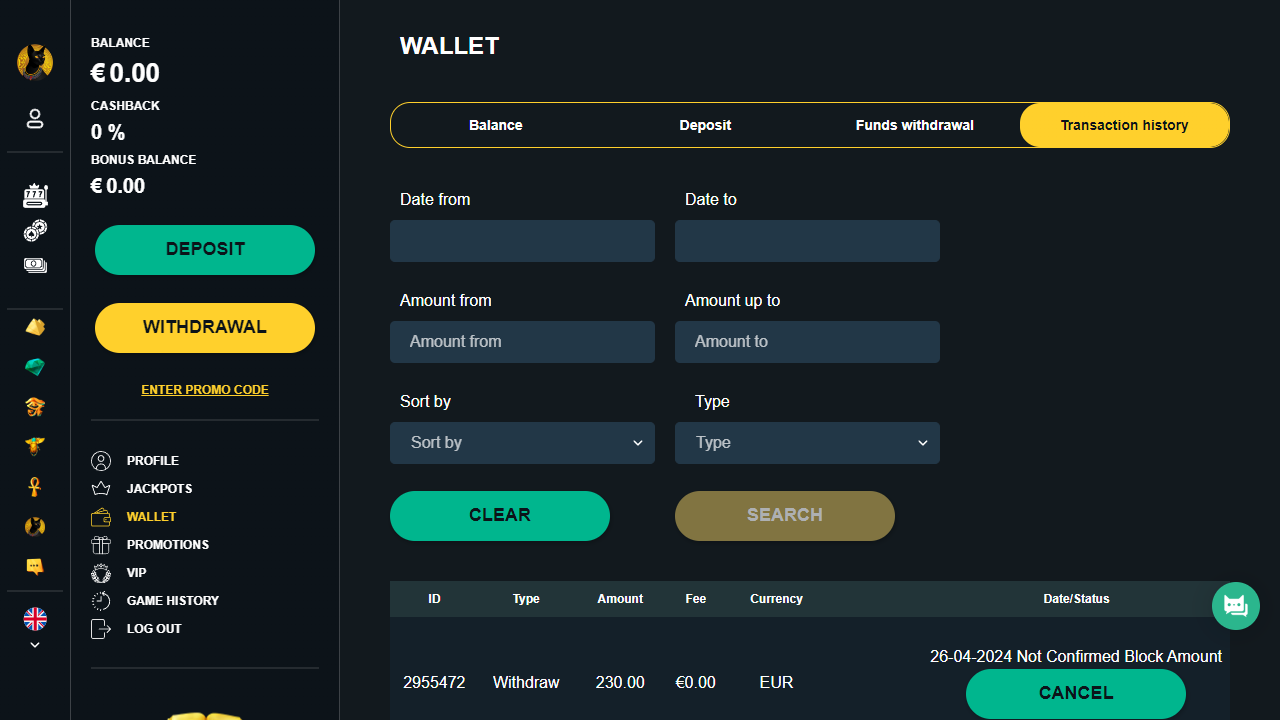 BALANCE
€ 0.00
CASHBACK
0 %
BONUS BALANCE
€ 0.00
DEPOSIT
WITHDRAWAL
ENTER PROMO CODE
PROFILE
JACKPOTS
WALLET
PROMOTIONS
VIP
GAME HISTORY
LOG OUT
WALLET
Balance Deposit Funds withdrawal Transaction history
Date from Date to
Amount from Amount up to
Amount from Amount to
Sort by Type
Sort by Type
CLEAR SEARCH
ID Type Amount Fee Currency Date/Status
26-04-2024 Not Confirmed Block Amount
2955472 Withdraw 230.00 €0.00 EUR
CANCEL